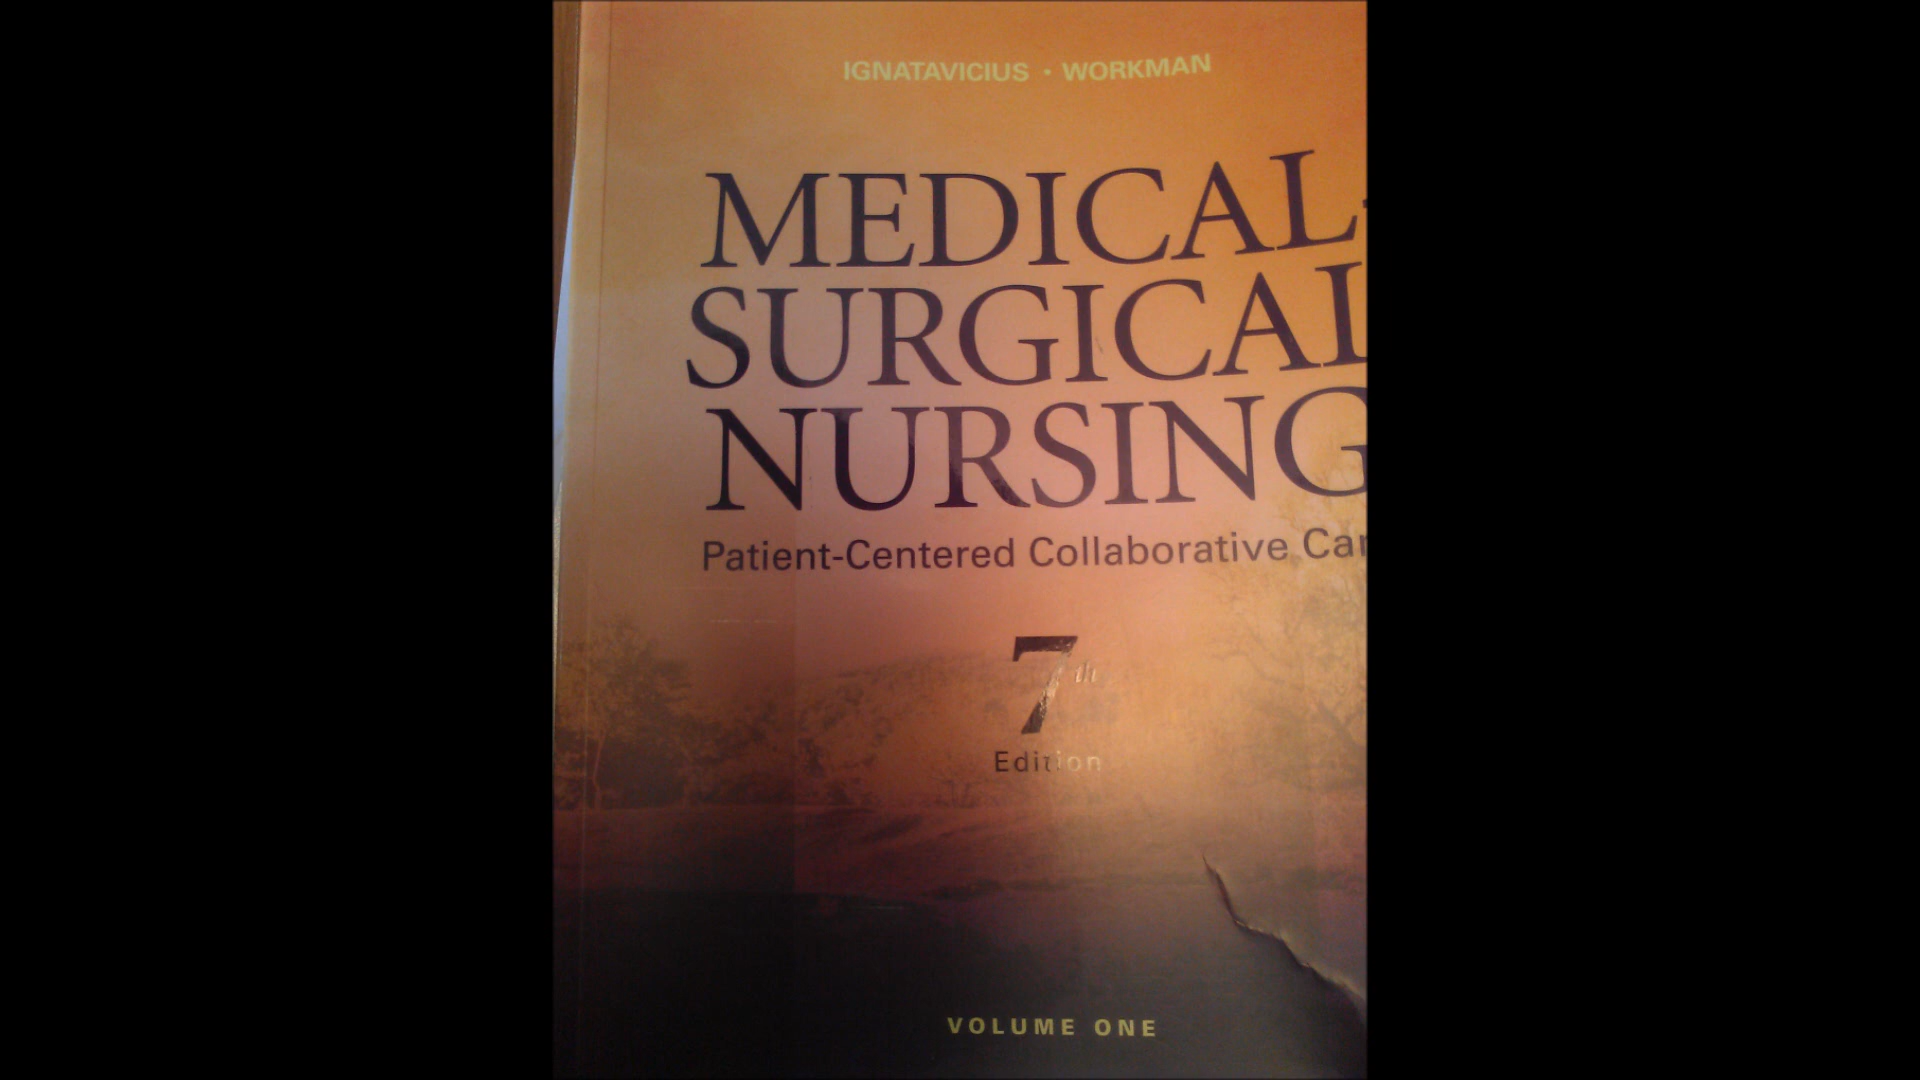 IGNATAVICIUS • WORKMAN
MEDICAL-
SURGICAL
NURSING
Patient-Centered Collaborative Car
7th
Edition
VOLUME ONE